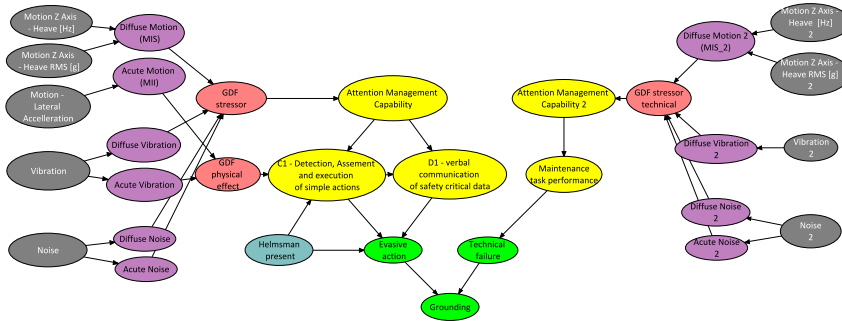 Motion Z Axis
- Heave [Hz]
Motion Z Axis
- Heave RMS [g]
Motion -
Lateral
Accelleration
Vibration
Noise
Diffuse Motion
(MIS)
Acute Motion
(MII)
Diffuse Vibration
Acute Vibration
Diffuse Noise
Acute Noise
GDF
stressor
GDF
physical
effect
Attention Management
Capability
C1 - Detection, Assement
and execution
of simple actions
D1 - verbal
communication
of safety critical data
Helmsman
present
Evasive
action
Technical
failure
Grounding
Attention Management
Capability 2
Maintenance
task performance
GDF stressor
technical
Diffuse Motion 2
(MIS_2)
Diffuse Vibration
2
Diffuse Noise
2
Acute Noise
2
Motion Z Axis -
Heave [Hz]
2
Motion Z Axis -
Heave RMS [g]
2
Vibration
2
Noise
2